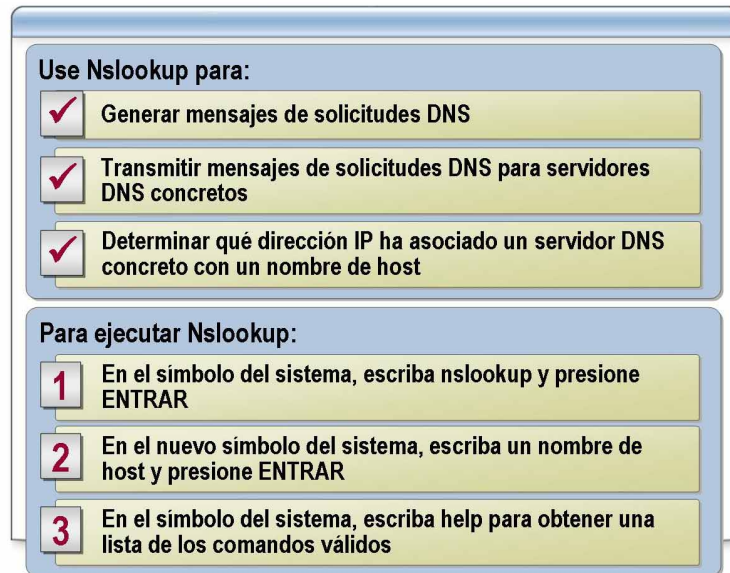 Use Nslookup para:
Generar mensajes de solicitudes DNS
Transmitir mensajes de solicitudes DNS para servidores
DNS concretos
Determinar qué dirección IP ha asociado un servidor DNS
concreto con un nombre de host
Para ejecutar Nslookup:
1
En el símbolo del sistema, escriba nslookup y presione
ENTRAR
2
En el nuevo símbolo del sistema, escriba un nombre de
host y presione ENTRAR
3
En el símbolo del sistema, escriba help para obtener una
lista de los comandos válidos